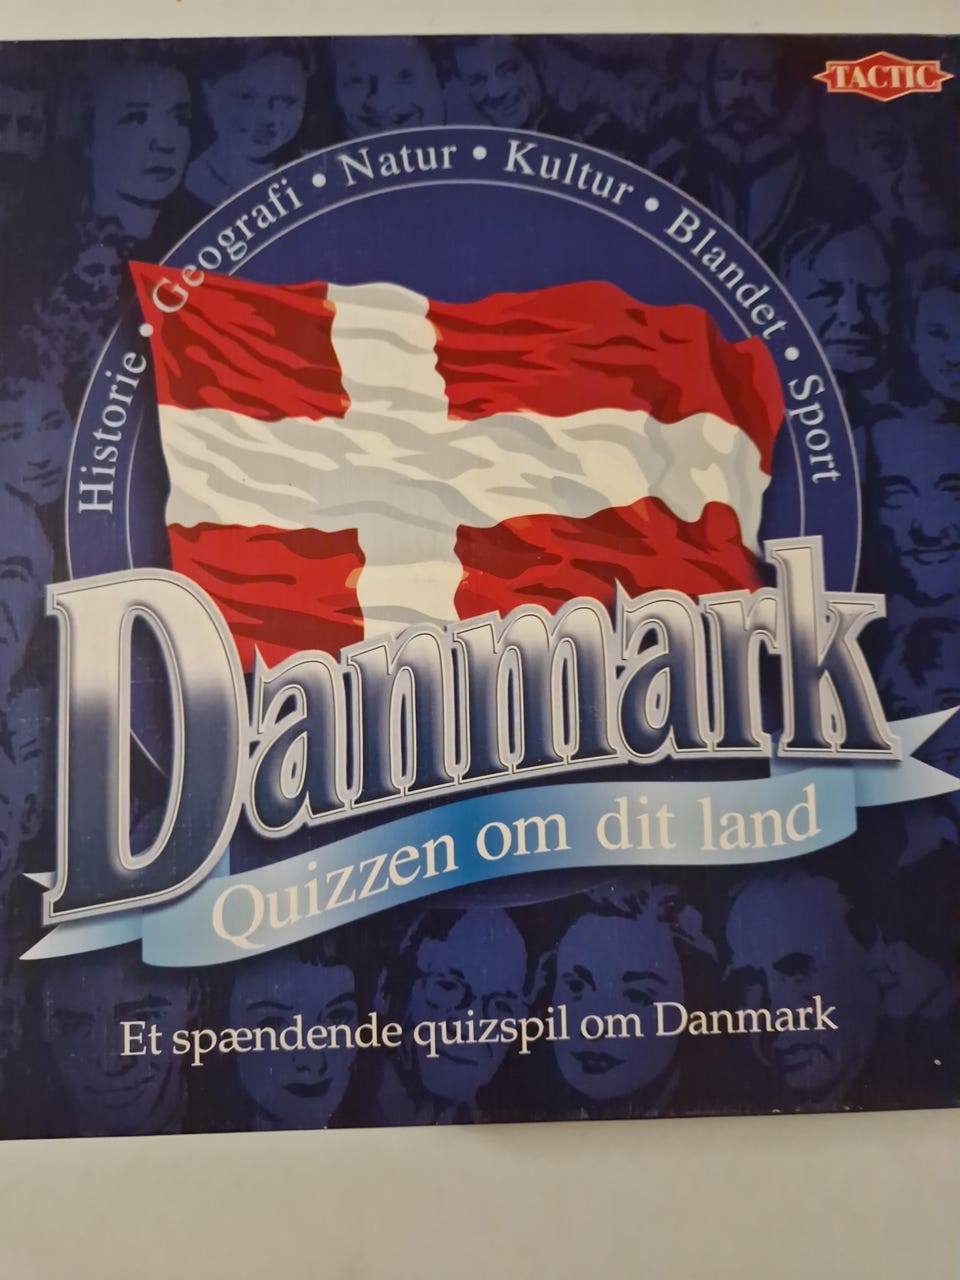 TACTIC
Historie • Geografi • Natur • Kultur • Blandet • Sport
Danmark
Quizzen om dit land
Et spændende quizspil om Danmark